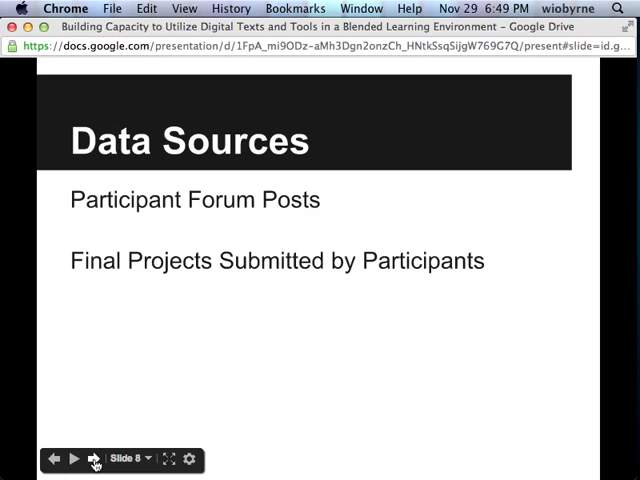 Chrome File Edit View History Bookmarks Window Help Nov 29 6:49 PM wiobyrne
Building Capacity to Utilize Digital Texts and Tools in a Blended Learning Environment – Google Drive
https://docs.google.com/presentation/d/1FpA_mi9ODz-aMh3Dgn2onzCh_HNtkSsqSijgW769G7Q/present#slide=id.g...
Data Sources
Participant Forum Posts
Final Projects Submitted by Participants
Slide 8